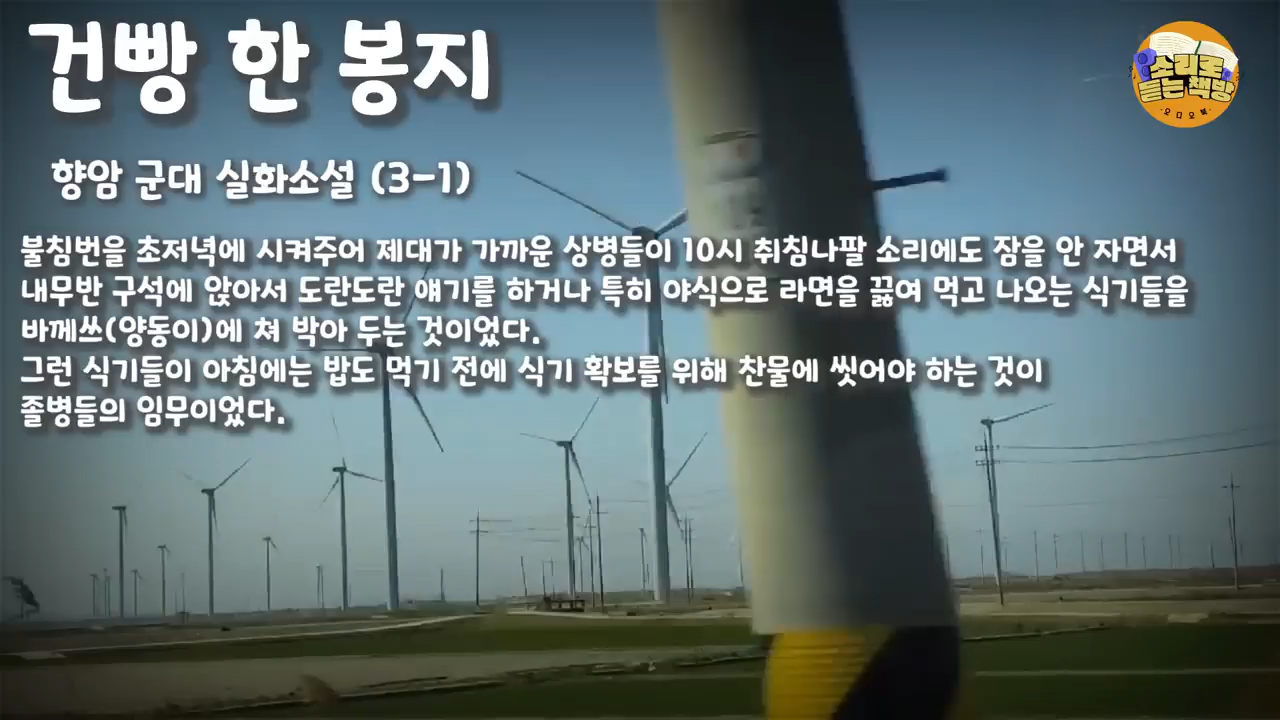 건빵 한 봉지
소리로
듣는 책방
·오디오북·
향암 군대 실화소설 (3-1)
불침번을 초저녁에 시켜주어 제대가 가까운 상병들이 10시 취침나팔 소리에도 잠을 안 자면서
내무반 구석에 앉아서 도란도란 얘기를 하거나 특히 야식으로 라면을 끓여 먹고 나오는 식기들을
바께쓰(양동이)에 쳐 박아 두는 것이었다.
그런 식기들이 아침에는 밥도 먹기 전에 식기 확보를 위해 찬물에 씻어야 하는 것이
졸병들의 임무이었다.